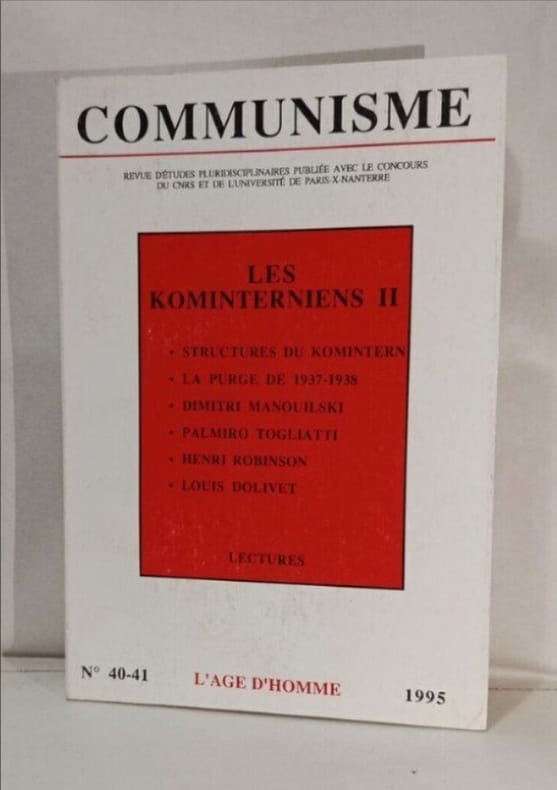 COMMUNISME
REVUE D'ÉTUDES PLURIDISCIPLINAIRES PUBLIÉE AVEC LE CONCOURS
DU CNRS ET DE L'UNIVERSITÉ DE PARIS-X-NANTERRE
LES
KOMINTERNIENS II
• STRUCTURES DU KOMINTERN
• LA PURGE DE 1937-1938
• DIMITRI MANOUILSKI
• PALMIRO TOGLIATTI
• HENRI ROBINSON
• LOUIS DOLIVET
LECTURES
N° 40-41
L'AGE D'HOMME
1995